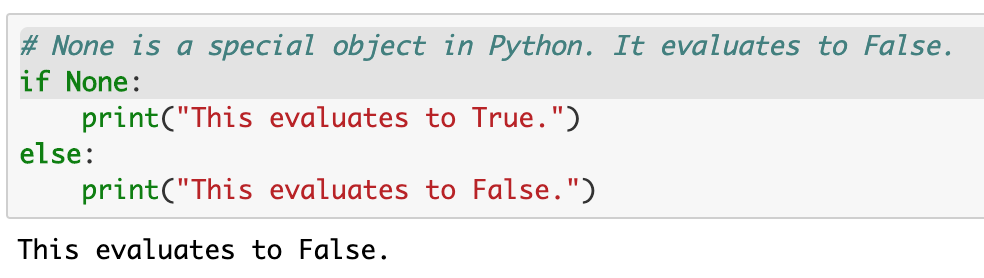 # None is a special object in Python. It evaluates to False.
if None:
    print("This evaluates to True.")
else:
    print("This evaluates to False.")
This evaluates to False.